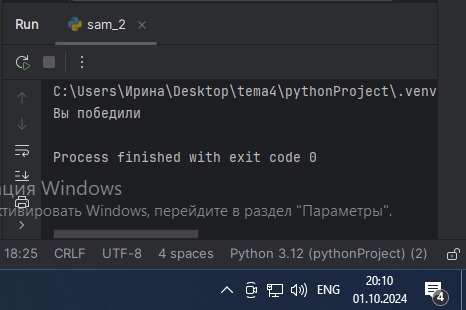 Run sam_2
C:\Users\Ирина\Desktop\tema4\pythonProject\.venv
Вы победили
Process finished with exit code 0
ация Windows
ктивировать Windows, перейдите в раздел "Параметры".
18:25 CRLF UTF-8 4 spaces Python 3.12 (pythonProject) (2)
ENG 20:10
01.10.2024
4